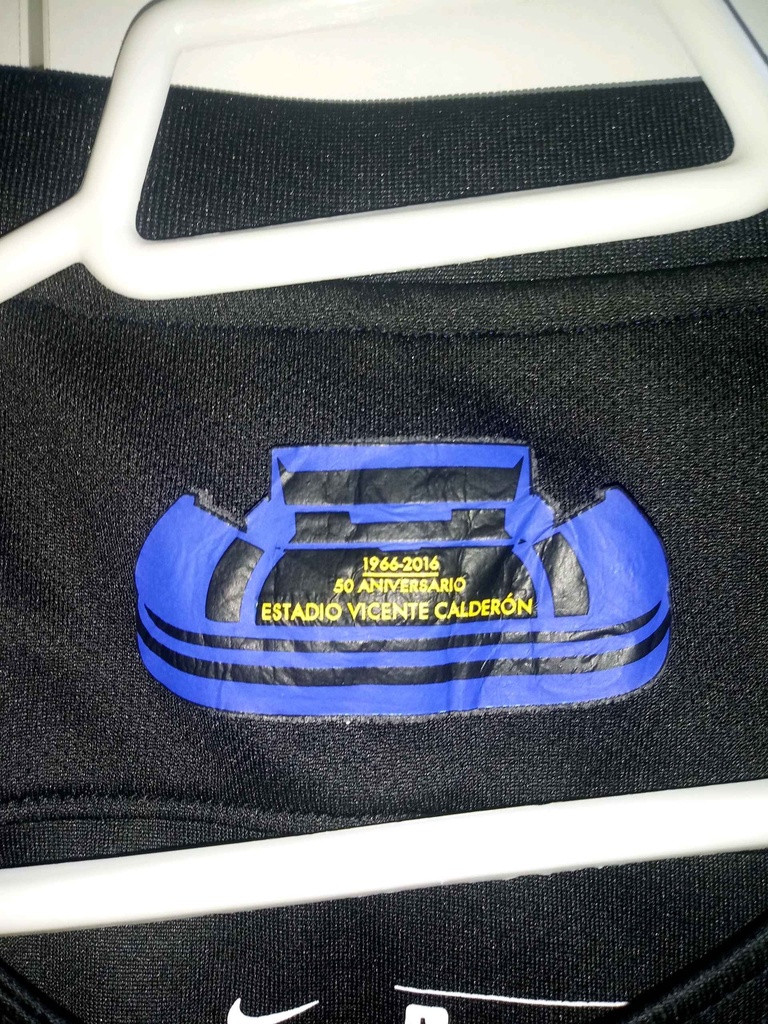 1966-2016
50 ANIVERSARIO
ESTADIO VICENTE CALDERÓN